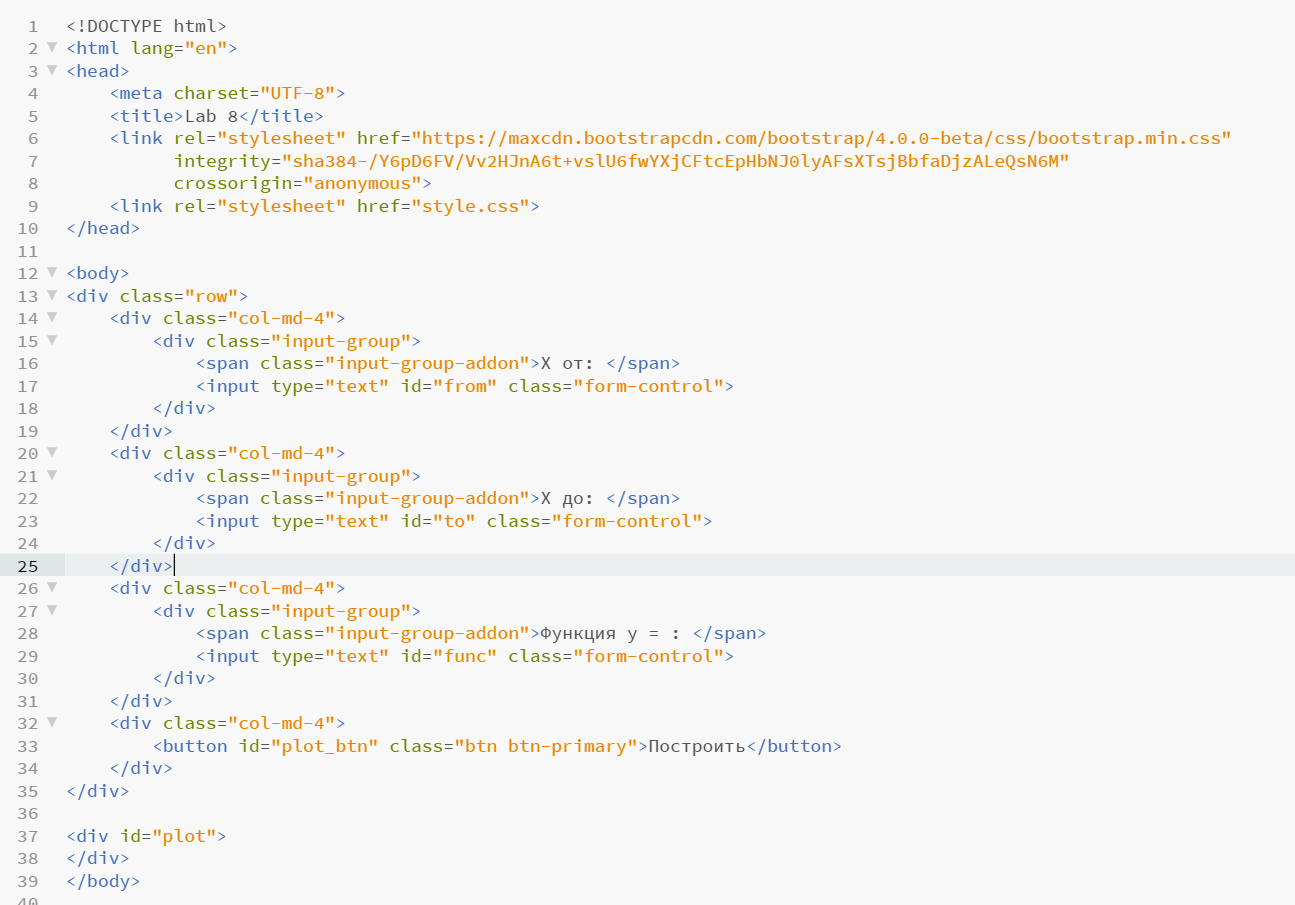 1 <!DOCTYPE html>
2 <html lang="en">
3 <head>
4     <meta charset="UTF-8">
5     <title>Lab 8</title>
6     <link rel="stylesheet" href="https://maxcdn.bootstrapcdn.com/bootstrap/4.0.0-beta/css/bootstrap.min.css"
7           integrity="sha384-/Y6pD6FV/Vv2HJnA6t+vslU6fwYXjCFtcEpHbNJ0lyAFsXTsjBbfaDjzALeQsN6M"
8           crossorigin="anonymous">
9     <link rel="stylesheet" href="style.css">
10 </head>
11
12 <body>
13 <div class="row">
14     <div class="col-md-4">
15         <div class="input-group">
16             <span class="input-group-addon">X от: </span>
17             <input type="text" id="from" class="form-control">
18         </div>
19     </div>
20     <div class="col-md-4">
21         <div class="input-group">
22             <span class="input-group-addon">X до: </span>
23             <input type="text" id="to" class="form-control">
24         </div>
25     </div>
26     <div class="col-md-4">
27         <div class="input-group">
28             <span class="input-group-addon">Функция y = : </span>
29             <input type="text" id="func" class="form-control">
30         </div>
31     </div>
32     <div class="col-md-4">
33         <button id="plot_btn" class="btn btn-primary">Построить</button>
34     </div>
35 </div>
36
37 <div id="plot">
38 </div>
39 </body>
40